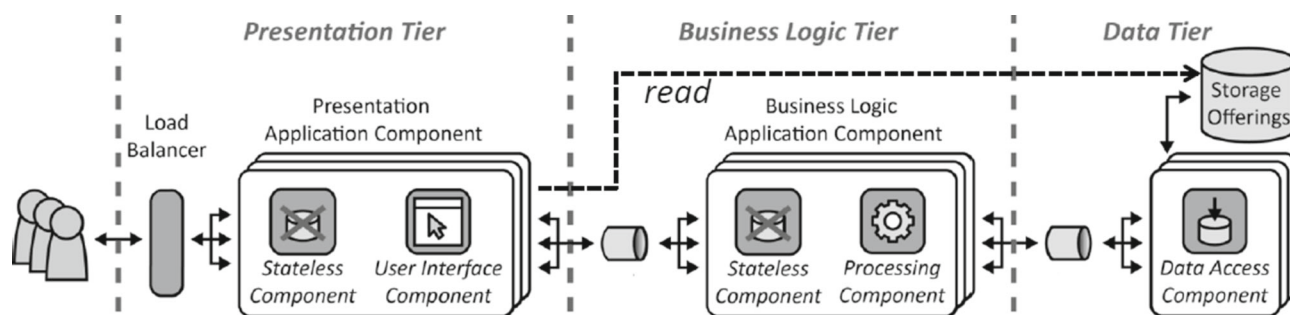 Presentation Tier
Business Logic Tier
Data Tier
read
Storage
Offerings
Load
Balancer
Presentation
Application Component
Business Logic
Application Component
Stateless
Component
User Interface
Component
Stateless
Component
Processing
Component
Data Access
Component